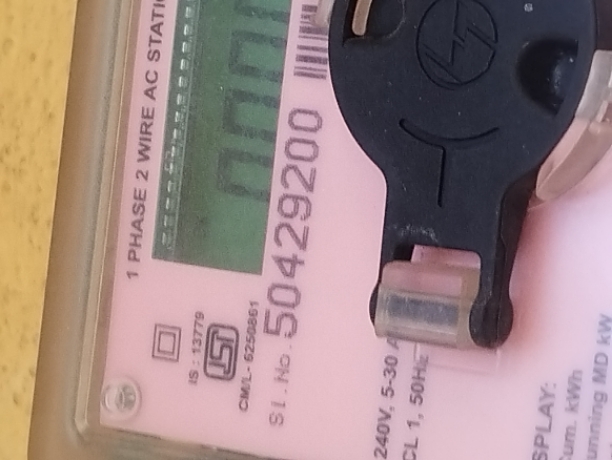 1 PHASE 2 WIRE AC STATIC
IS : 13779
CM/L- 6250861
Sl.No. 50429200
240V, 5-30 A
CL 1, 50Hz
SPLAY:
Cum. kWh
unning MD kW